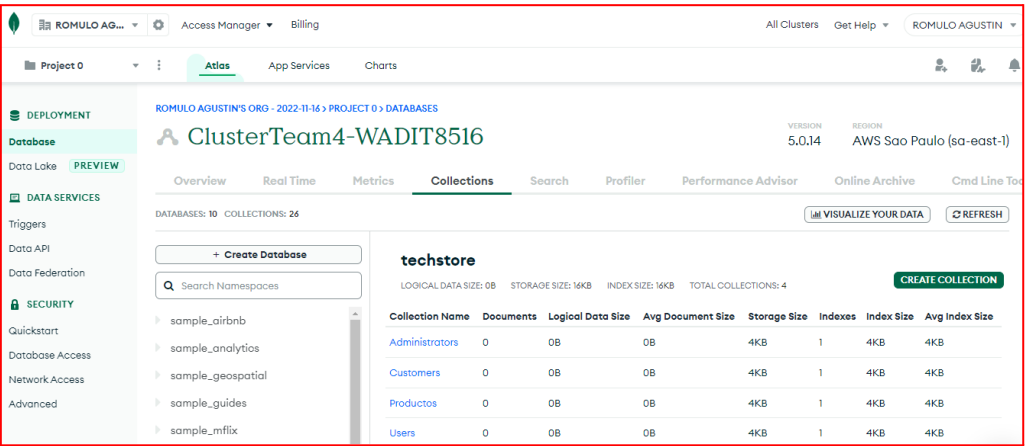 ROMULO AG... Access Manager Billing All Clusters Get Help ROMULO AGUSTIN
Project 0 Atlas App Services Charts
DEPLOYMENT
Database
Data Lake PREVIEW
DATA SERVICES
Triggers
Data API
Data Federation
SECURITY
Quickstart
Database Access
Network Access
Advanced
ROMULO AGUSTIN'S ORG - 2022-11-16 > PROJECT 0 > DATABASES
ClusterTeam4-WADIT8516
VERSION
5.0.14
REGION
AWS Sao Paulo (sa-east-1)
Overview Real Time Metrics Collections Search Profiler Performance Advisor Online Archive Cmd Line Too
DATABASES: 10 COLLECTIONS: 26
VISUALIZE YOUR DATA REFRESH
+ Create Database
Search Namespaces
sample_airbnb
sample_analytics
sample_geospatial
sample_guides
sample_mflix
techstore
LOGICAL DATA SIZE: 0B STORAGE SIZE: 16KB INDEX SIZE: 16KB TOTAL COLLECTIONS: 4
CREATE COLLECTION
Collection Name Documents Logical Data Size Avg Document Size Storage Size Indexes Index Size Avg Index Size
Administrators 0 0B 0B 4KB 1 4KB 4KB
Customers 0 0B 0B 4KB 1 4KB 4KB
Productos 0 0B 0B 4KB 1 4KB 4KB
Users 0 0B 0B 4KB 1 4KB 4KB